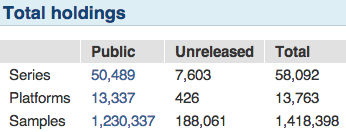 Total holdings
Public Unreleased Total
Series 50,489 7,603 58,092
Platforms 13,337 426 13,763
Samples 1,230,337 188,061 1,418,398